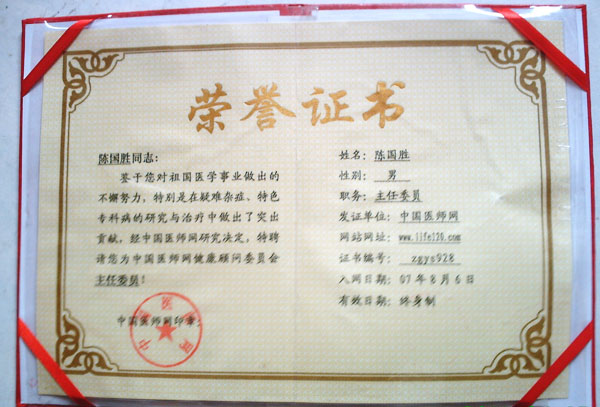 荣誉证书
陈国胜同志:
鉴于您对祖国医学事业做出的
不懈努力,特别是在疑难杂症、特色
专科病的研究与治疗中做出了突出
贡献,经中国医师网研究决定,特聘
请您为中国医师网健康顾问委员会
主任委员!
中国医师网印章:
姓名:陈国胜
性别:男
职务:主任委员
发证单位:中国医师网
网站网址:www.life120.com
证书编号:zgys928
入网日期:07年8月6日
有效日期:终身制